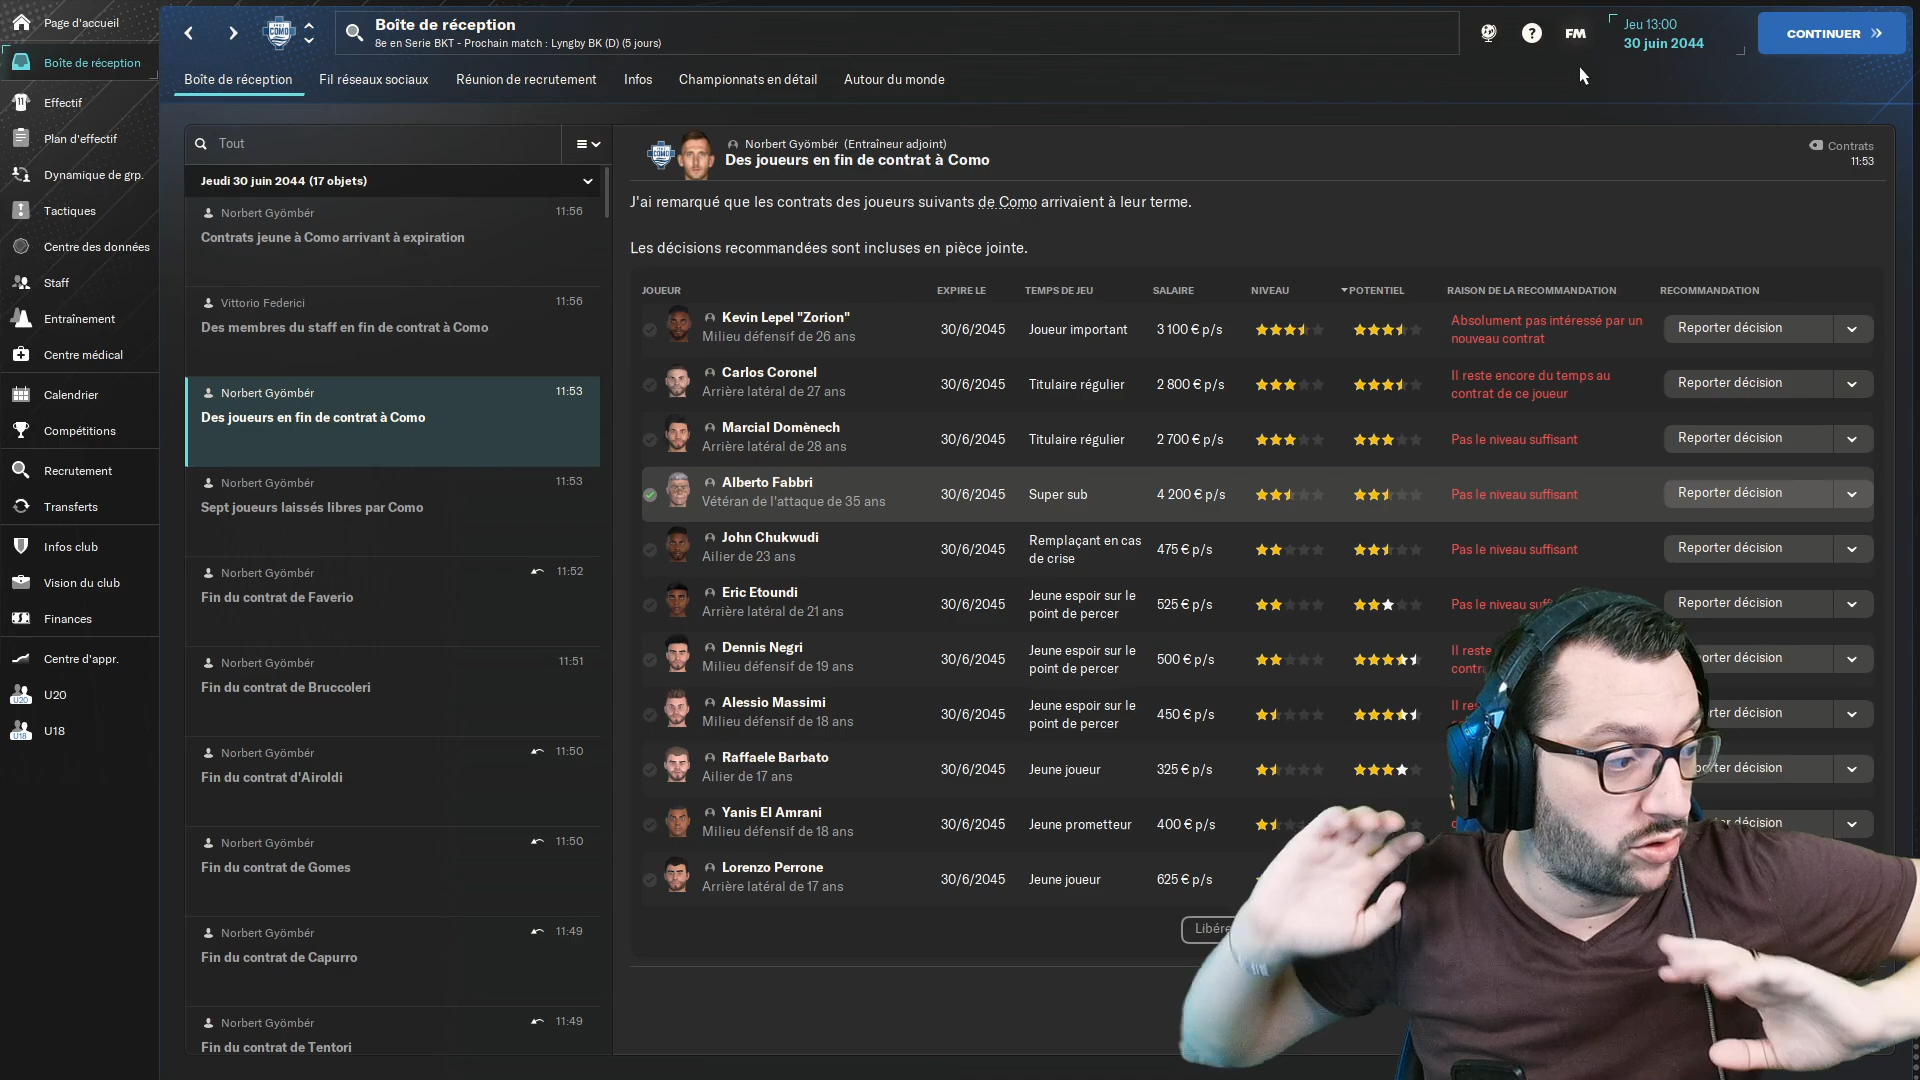 Page d'accueil
Boîte de réception
Effectif
Plan d'effectif
Dynamique de grp.
Tactiques
Centre des données
Staff
Entraînement
Centre médical
Calendrier
Compétitions
Recrutement
Transferts
Infos club
Vision du club
Finances
Centre d'appr.
U20
U18
COMO
Boîte de réception
8e en Serie BKT - Prochain match : Lyngby BK (D) (5 jours)
FM
Jeu 13:00
30 juin 2044
CONTINUER
Boîte de réception Fil réseaux sociaux Réunion de recrutement Infos Championnats en détail Autour du monde
Tout
Jeudi 30 juin 2044 (17 objets)
Norbert Gyömbér 11:56
Contrats jeune à Como arrivant à expiration
Vittorio Federici 11:56
Des membres du staff en fin de contrat à Como
Norbert Gyömbér 11:53
Des joueurs en fin de contrat à Como
Norbert Gyömbér 11:53
Sept joueurs laissés libres par Como
Norbert Gyömbér 11:52
Fin du contrat de Faverio
Norbert Gyömbér 11:51
Fin du contrat de Bruccoleri
Norbert Gyömbér 11:50
Fin du contrat d'Airoldi
Norbert Gyömbér 11:50
Fin du contrat de Gomes
Norbert Gyömbér 11:49
Fin du contrat de Capurro
Norbert Gyömbér 11:49
Fin du contrat de Tentori
Norbert Gyömbér (Entraîneur adjoint)
Des joueurs en fin de contrat à Como
Contrats
11:53
J'ai remarqué que les contrats des joueurs suivants de Como arrivaient à leur terme.
Les décisions recommandées sont incluses en pièce jointe.
JOUEUR EXPIRE LE TEMPS DE JEU SALAIRE NIVEAU POTENTIEL RAISON DE LA RECOMMANDATION RECOMMANDATION
Kevin Lepel "Zorion"
Milieu défensif de 26 ans
30/6/2045 Joueur important 3 100 € p/s
Absolument pas intéressé par un
nouveau contrat
Reporter décision
Carlos Coronel
Arrière latéral de 27 ans
30/6/2045 Titulaire régulier 2 800 € p/s
Il reste encore du temps au
contrat de ce joueur
Reporter décision
Marcial Domènech
Arrière latéral de 28 ans
30/6/2045 Titulaire régulier 2 700 € p/s Pas le niveau suffisant Reporter décision
Alberto Fabbri
Vétéran de l'attaque de 35 ans
30/6/2045 Super sub 4 200 € p/s Pas le niveau suffisant Reporter décision
John Chukwudi
Ailier de 23 ans
30/6/2045
Remplaçant en cas
de crise
475 € p/s Pas le niveau suffisant Reporter décision
Eric Etoundi
Arrière latéral de 21 ans
30/6/2045
Jeune espoir sur le
point de percer
525 € p/s Pas le niveau Reporter décision
Dennis Negri
Milieu défensif de 19 ans
30/6/2045
Jeune espoir sur le
point de percer
500 € p/s
Il reste
décision
Alessio Massimi
Milieu défensif de 18 ans
30/6/2045
Jeune espoir sur le
point de percer
450 € p/s
Il
décision
Raffaele Barbato
Ailier de 17 ans
30/6/2045 Jeune joueur 325 € p/s décision
Yanis El Amrani
Milieu défensif de 18 ans
30/6/2045 Jeune prometteur 400 € p/s décision
Lorenzo Perrone
Arrière latéral de 17 ans
30/6/2045 Jeune joueur 625 € p/s